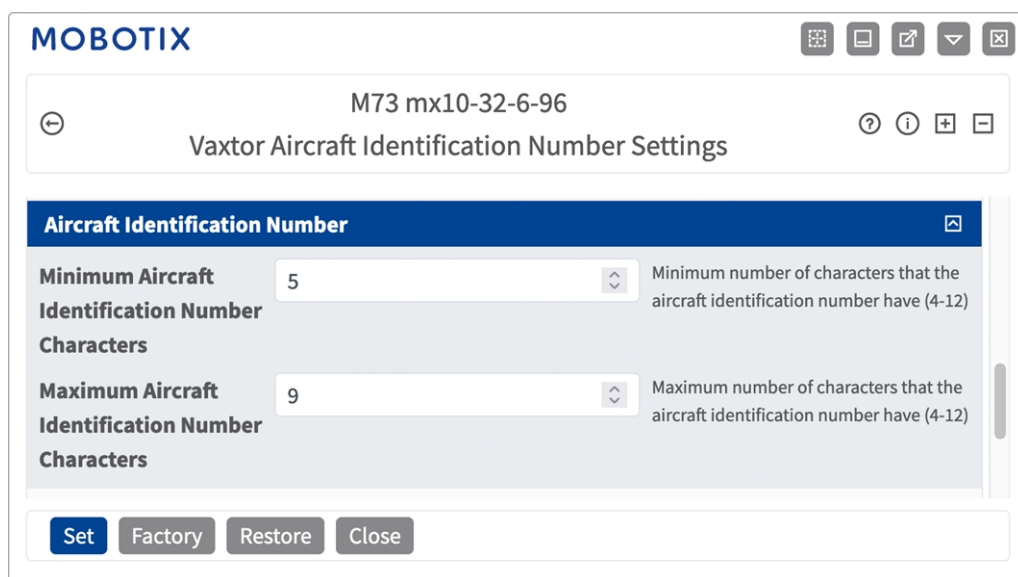 MOBOTIX
M73 mx10-32-6-96
Vaxtor Aircraft Identification Number Settings
Aircraft Identification Number
Minimum Aircraft
Identification Number
Characters
5
Minimum number of characters that the
aircraft identification number have (4-12)
Maximum Aircraft
Identification Number
Characters
9
Maximum number of characters that the
aircraft identification number have (4-12)
Set Factory Restore Close